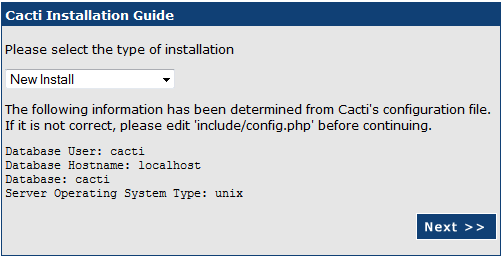 Cacti Installation Guide
Please select the type of installation
New Install
The following information has been determined from Cacti's configuration file.
If it is not correct, please edit 'include/config.php' before continuing.
Database User: cacti
Database Hostname: localhost
Database: cacti
Server Operating System Type: unix
Next >>